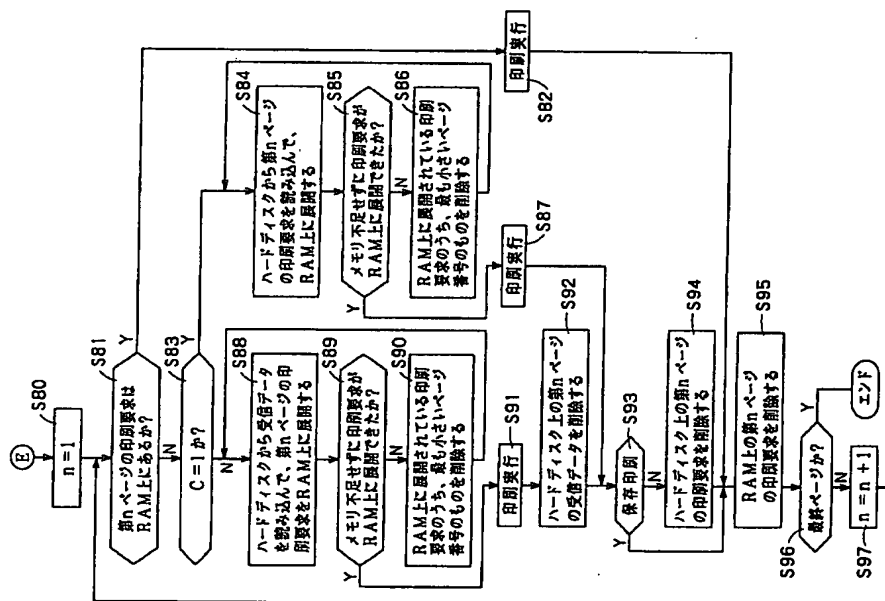 E
S80
n=1
S81
第nページの印刷要求は
RAM上にあるか?
Y
N
S83
C=1か?
Y
N
S84
ハードディスクから第nページ
の印刷要求を読み込んで、
RAM上に展開する
S85
メモリ不足せずに印刷要求が
RAM上に展開できたか?
Y
N
S86
RAM上に展開されている印刷
要求のうち、最も小さいページ
番号のものを削除する
印刷実行
S82
印刷実行
S87
S88
ハードディスクから受信データ
を読み込んで、第nページの印
刷要求をRAM上に展開する
S89
メモリ不足せずに印刷要求が
RAM上に展開できたか?
Y
N
S90
RAM上に展開されている印刷
要求のうち、最も小さいページ
番号のものを削除する
印刷実行
S91
ハードディスク上の第nページ
の受信データを削除する
S92
保存印刷
S93
Y
N
ハードディスク上の第nページ
の印刷要求を削除する
S94
RAM上の第nページ
の印刷要求を削除する
S95
S96
最終ページか?
Y
エンド
N
S97
n=n+1